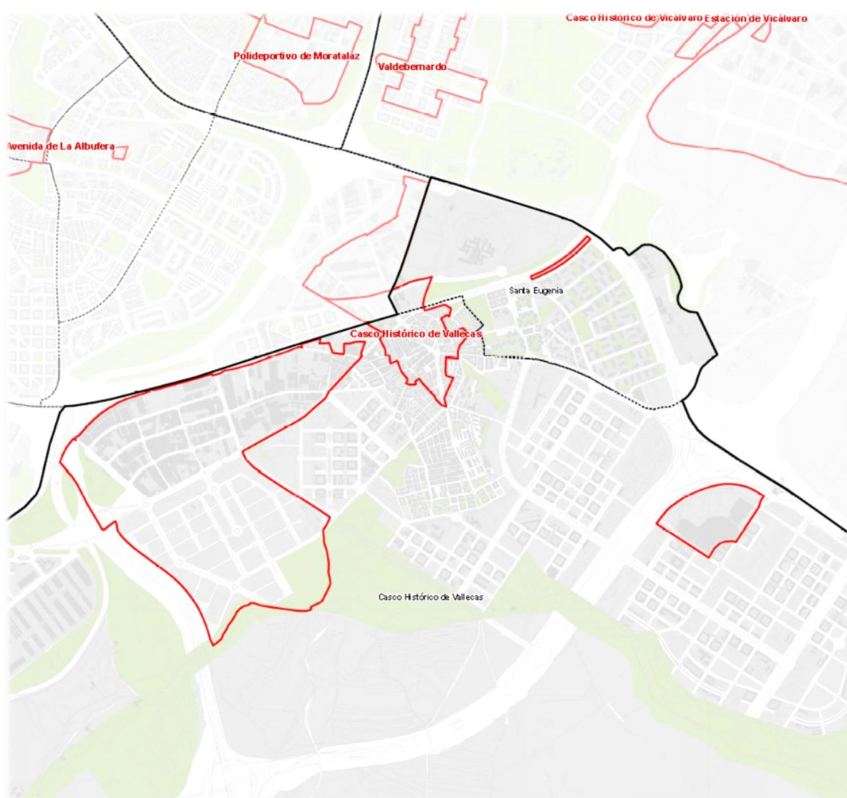 Casco Histórico de Vicálvaro Estación de Vicálvaro
Polideportivo de Moratalaz
Valdebernardo
Avenida de La Albufera
Santa Eugenia
Casco Histórico de Vallecas
Casco Histórico de Vallecas